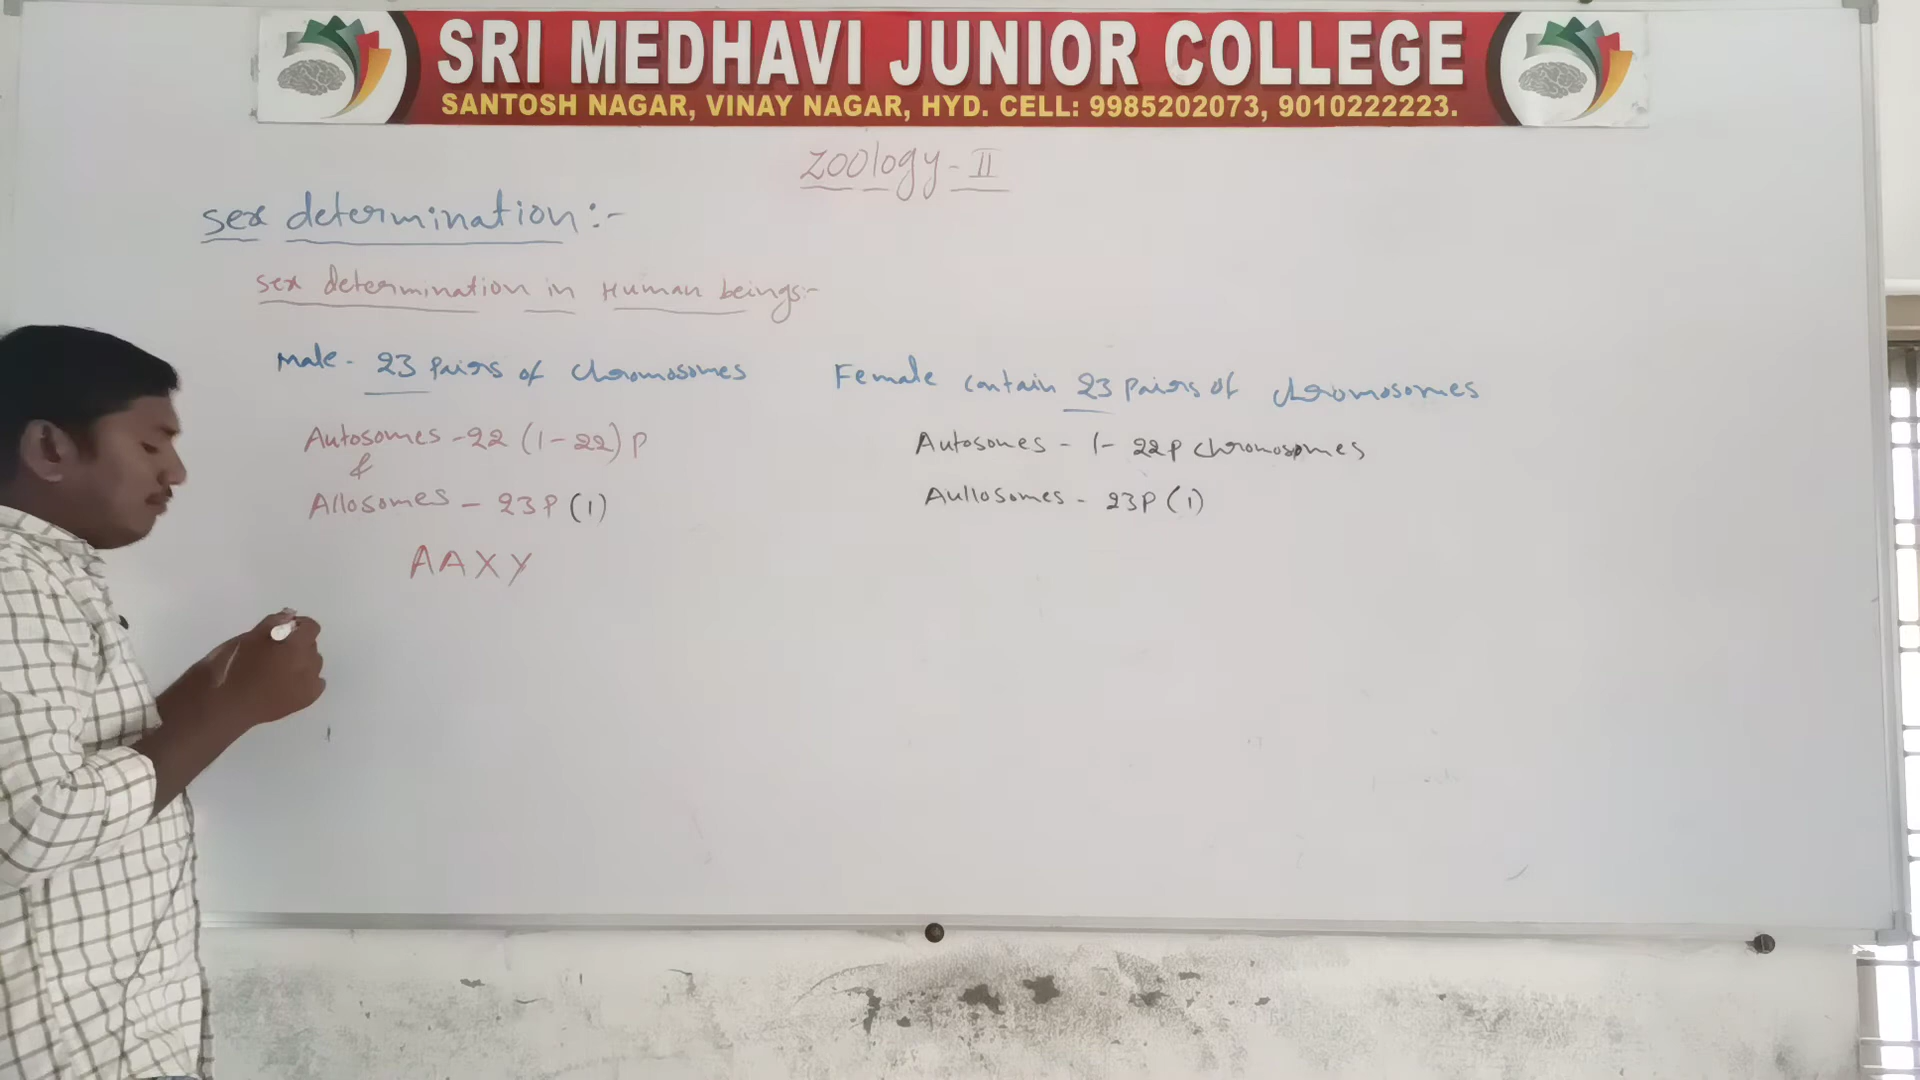 SRI MEDHAVI JUNIOR COLLEGE
SANTOSH NAGAR, VINAY NAGAR, HYD. CELL: 9985202073, 9010222223.
Zoology - II
sex determination:-
sex determination in Human beings:-
Male - 23 Pairs of chromosomes
Autosomes - 22 (1-22) P
&
Allosomes - 23P (1)
AAXY
Female contain 23 pairs of chromosomes
Autosomes - 1- 22p chromosomes
Aullosomes - 23P (1)